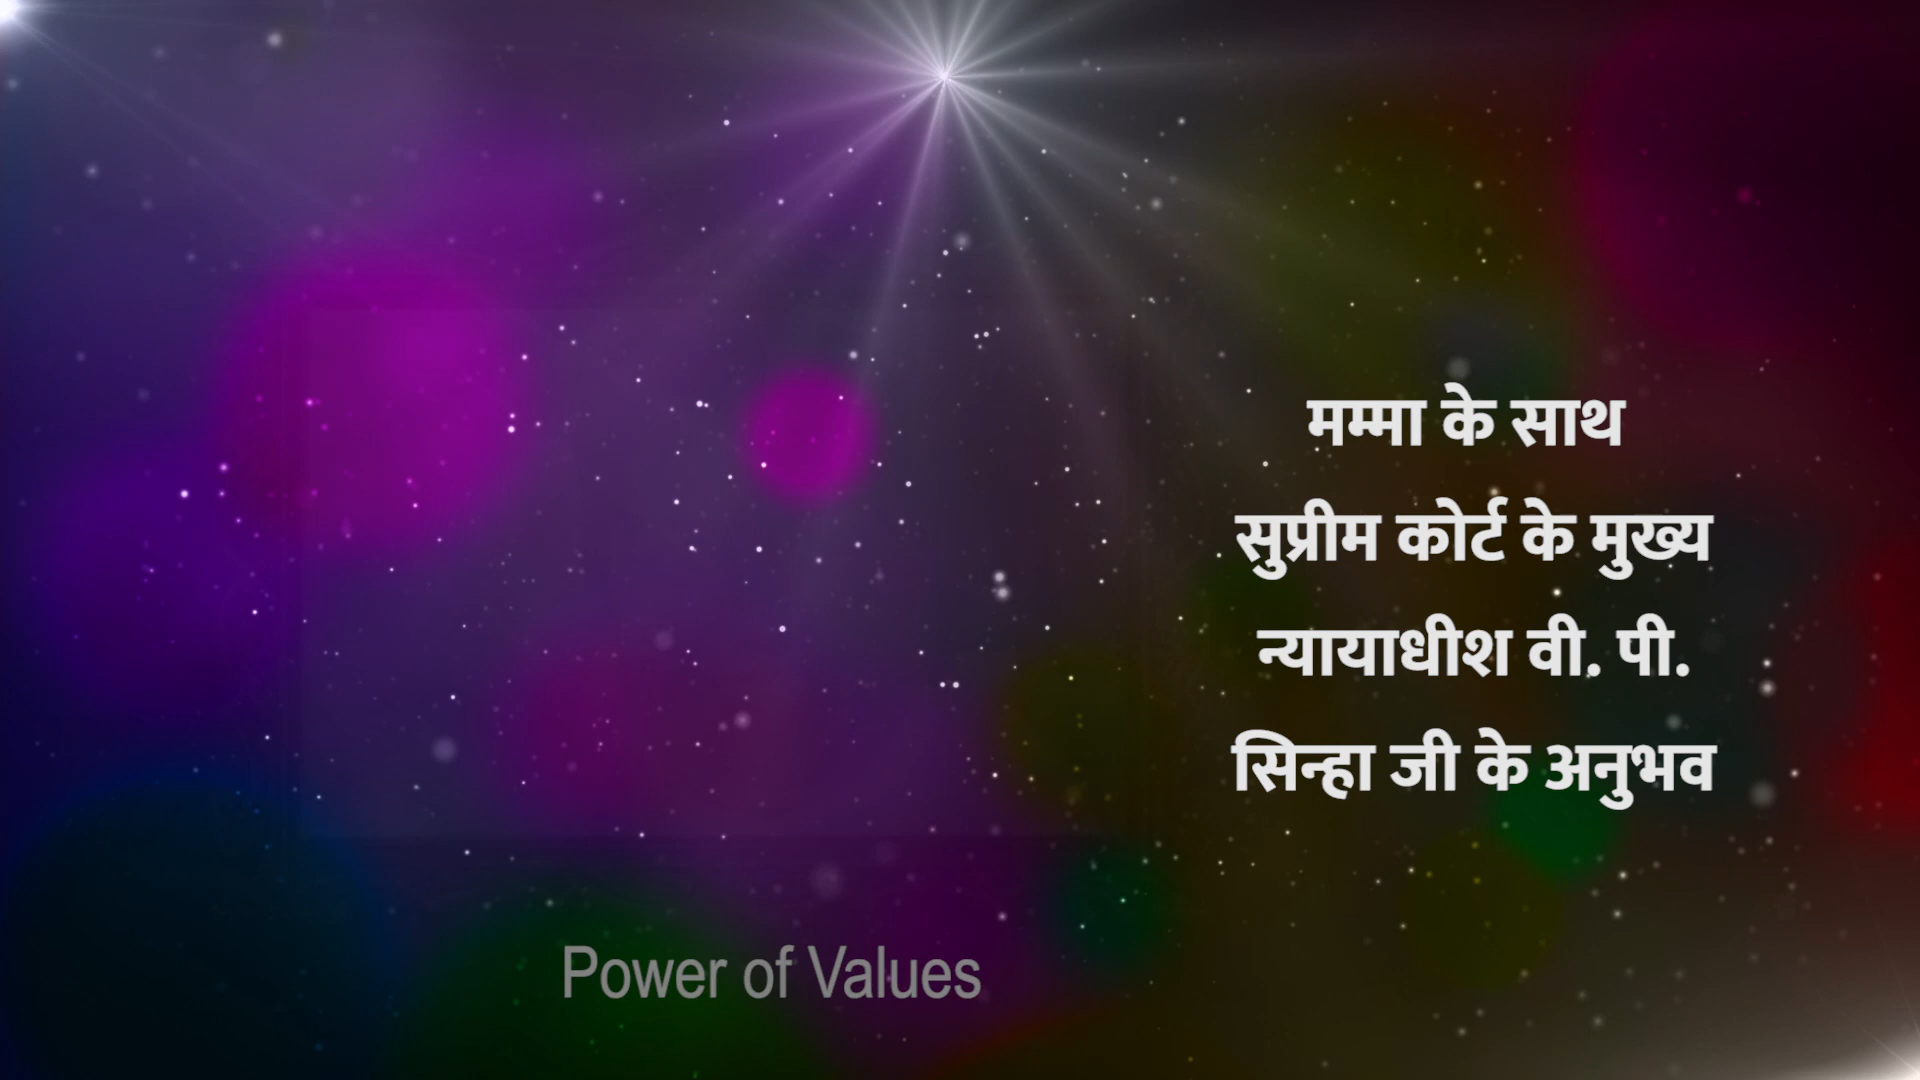 मम्मा के साथ
सुप्रीम कोर्ट के मुख्य
न्यायाधीश वी. पी.
सिन्हा जी के अनुभव
Power of Values